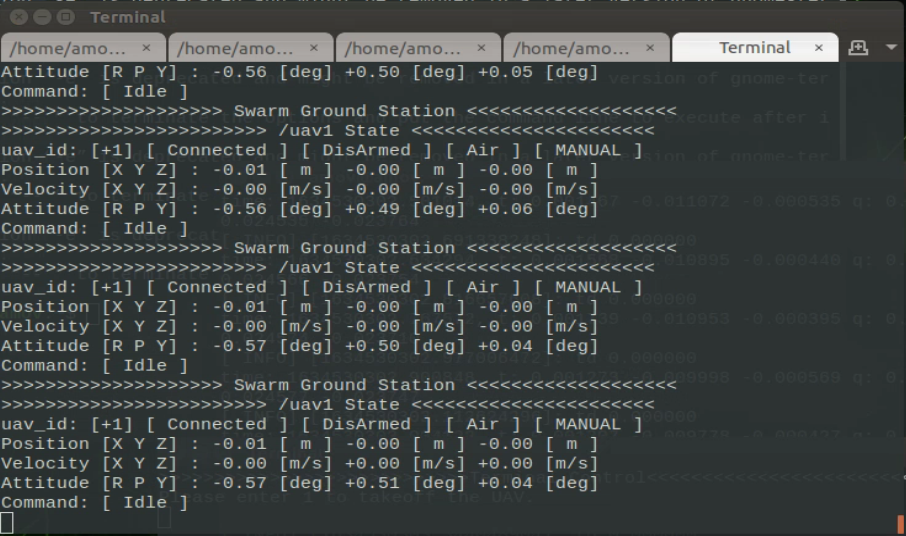 Terminal
/home/amo... × /home/amo... × /home/amo... × /home/amo... × Terminal ×
Attitude [R P Y] : -0.56 [deg] +0.50 [deg] +0.05 [deg]
Command: [ Idle ]
>>>>>>>>>>>>>>>>>>>> Swarm Ground Station <<<<<<<<<<<<<<<<<<<
>>>>>>>>>>>>>>>>>>>>>>>> /uav1 State <<<<<<<<<<<<<<<<<<<<<<
uav_id: [+1] [ Connected ] [ DisArmed ] [ Air ] [ MANUAL ]
Position [X Y Z] : -0.01 [ m ] -0.00 [ m ] -0.00 [ m ]
Velocity [X Y Z] : -0.00 [m/s] -0.00 [m/s] -0.00 [m/s]
Attitude [R P Y] : -0.56 [deg] +0.49 [deg] +0.06 [deg]
Command: [ Idle ]
>>>>>>>>>>>>>>>>>>>> Swarm Ground Station <<<<<<<<<<<<<<<<<<<
>>>>>>>>>>>>>>>>>>>>>>>> /uav1 State <<<<<<<<<<<<<<<<<<<<<<
uav_id: [+1] [ Connected ] [ DisArmed ] [ Air ] [ MANUAL ]
Position [X Y Z] : -0.01 [ m ] -0.00 [ m ] -0.00 [ m ]
Velocity [X Y Z] : -0.00 [m/s] -0.00 [m/s] -0.00 [m/s]
Attitude [R P Y] : -0.57 [deg] +0.50 [deg] +0.04 [deg]
Command: [ Idle ]
>>>>>>>>>>>>>>>>>>>> Swarm Ground Station <<<<<<<<<<<<<<<<<<<
>>>>>>>>>>>>>>>>>>>>>>>> /uav1 State <<<<<<<<<<<<<<<<<<<<<<
uav_id: [+1] [ Connected ] [ DisArmed ] [ Air ] [ MANUAL ]
Position [X Y Z] : -0.01 [ m ] -0.00 [ m ] -0.00 [ m ]
Velocity [X Y Z] : -0.00 [m/s] +0.00 [m/s] +0.00 [m/s]
Attitude [R P Y] : -0.57 [deg] +0.51 [deg] +0.04 [deg]
Command: [ Idle ]